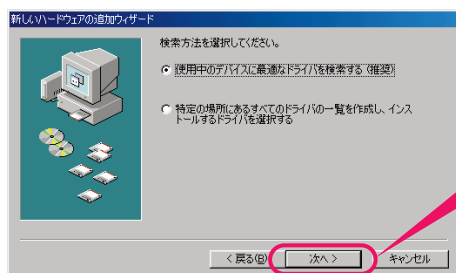 新しいハードウェアの追加ウィザード
検索方法を選択してください。
使用中のデバイスに最適なドライバを検索する (推奨)
特定の場所にあるすべてのドライバの一覧を作成し、インス
トールするドライバを選択する
< 戻る(B)
次へ >
キャンセル